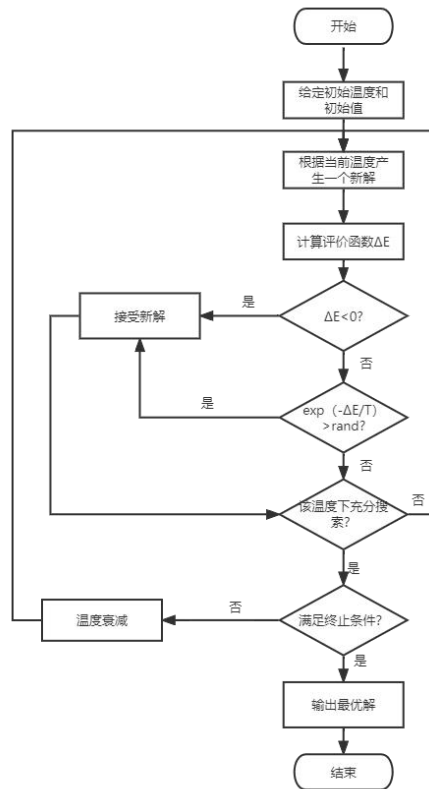 开始
给定初始温度和
初始值
根据当前温度产
生一个新解
计算评价函数ΔE
是
接受新解
ΔE<0?
否
是
exp（-ΔE/T）
>rand?
否
该温度下充分搜
索?
否
是
否
温度衰减
满足终止条件?
是
输出最优解
结束